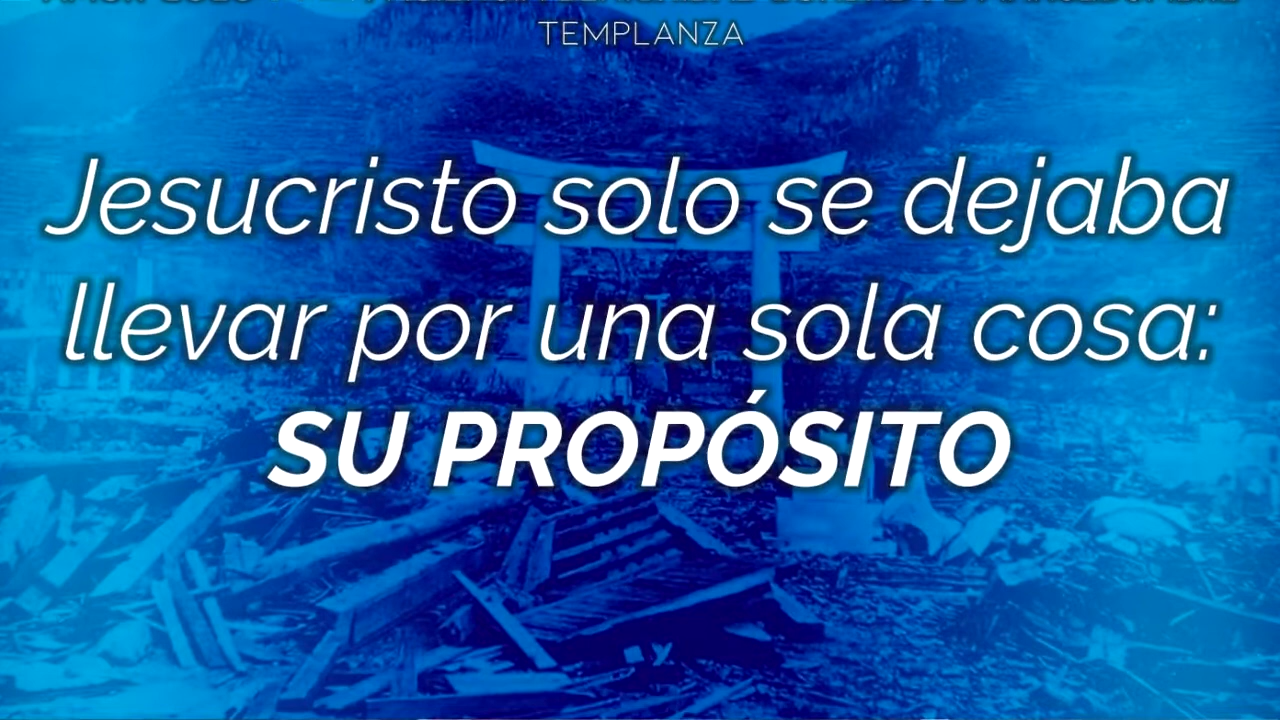 TEMPLANZA
Jesucristo solo se dejaba
llevar por una sola cosa:
SU PROPÓSITO